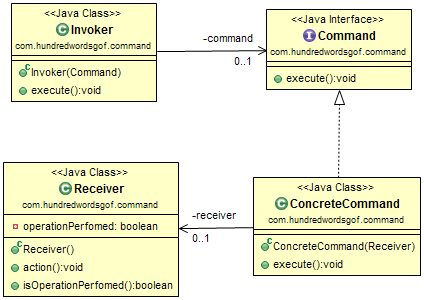 <<Java Class>>
Invoker
com.hundredwordsgof.command
Invoker(Command)
execute():void
-command
0..1
<<Java Interface>>
Command
com.hundredwordsgof.command
execute():void
<<Java Class>>
Receiver
com.hundredwordsgof.command
operationPerfomed: boolean
Receiver()
action():void
isOperationPerfomed():boolean
-receiver
0..1
<<Java Class>>
ConcreteCommand
com.hundredwordsgof.command
ConcreteCommand(Receiver)
execute():void